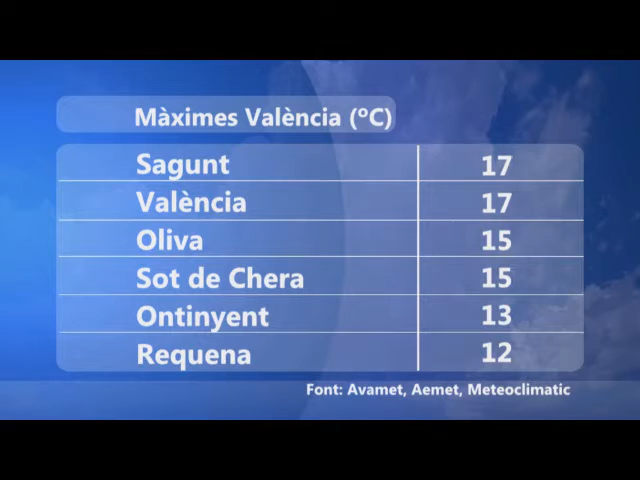 Màximes València (ºC)
Sagunt 17
València 17
Oliva 15
Sot de Chera 15
Ontinyent 13
Requena 12
Font: Avamet, Aemet, Meteoclimatic